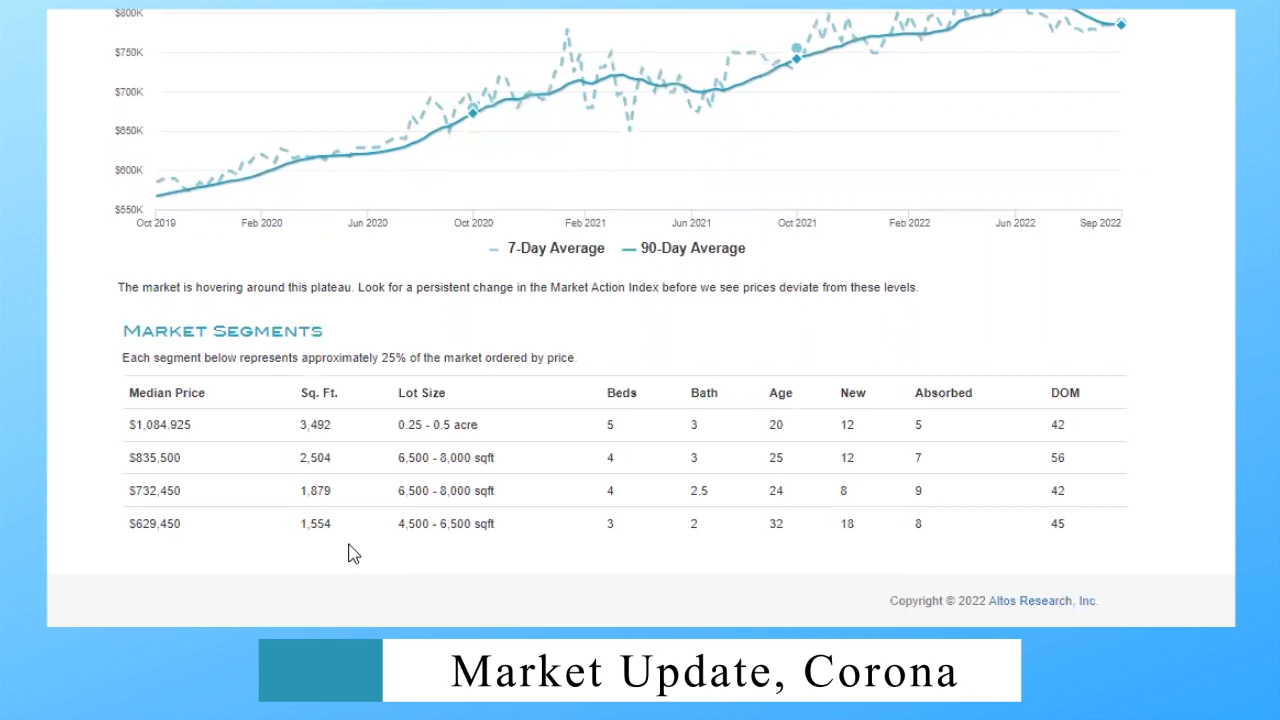 $800K
$750K
$700K
$650K
$600K
$550K
Oct 2019 Feb 2020 Jun 2020 Oct 2020 Feb 2021 Jun 2021 Oct 2021 Feb 2022 Jun 2022 Sep 2022
7-Day Average 90-Day Average
The market is hovering around this plateau. Look for a persistent change in the Market Action Index before we see prices deviate from these levels.
MARKET SEGMENTS
Each segment below represents approximately 25% of the market ordered by price.
Median Price Sq. Ft. Lot Size Beds Bath Age New Absorbed DOM
$1,084,925 3,492 0.25 - 0.5 acre 5 3 20 12 5 42
$835,500 2,504 6,500 - 8,000 sqft 4 3 25 12 7 56
$732,450 1,879 6,500 - 8,000 sqft 4 2.5 24 8 9 42
$629,450 1,554 4,500 - 6,500 sqft 3 2 32 18 8 45
Copyright © 2022 Altos Research, Inc.
Market Update, Corona